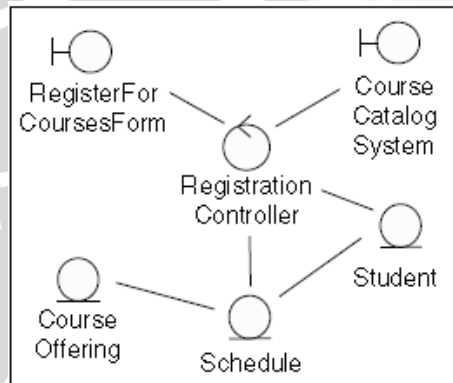 RegisterFor
CoursesForm
Course
Catalog
System
Registration
Controller
Student
Course
Offering
Schedule